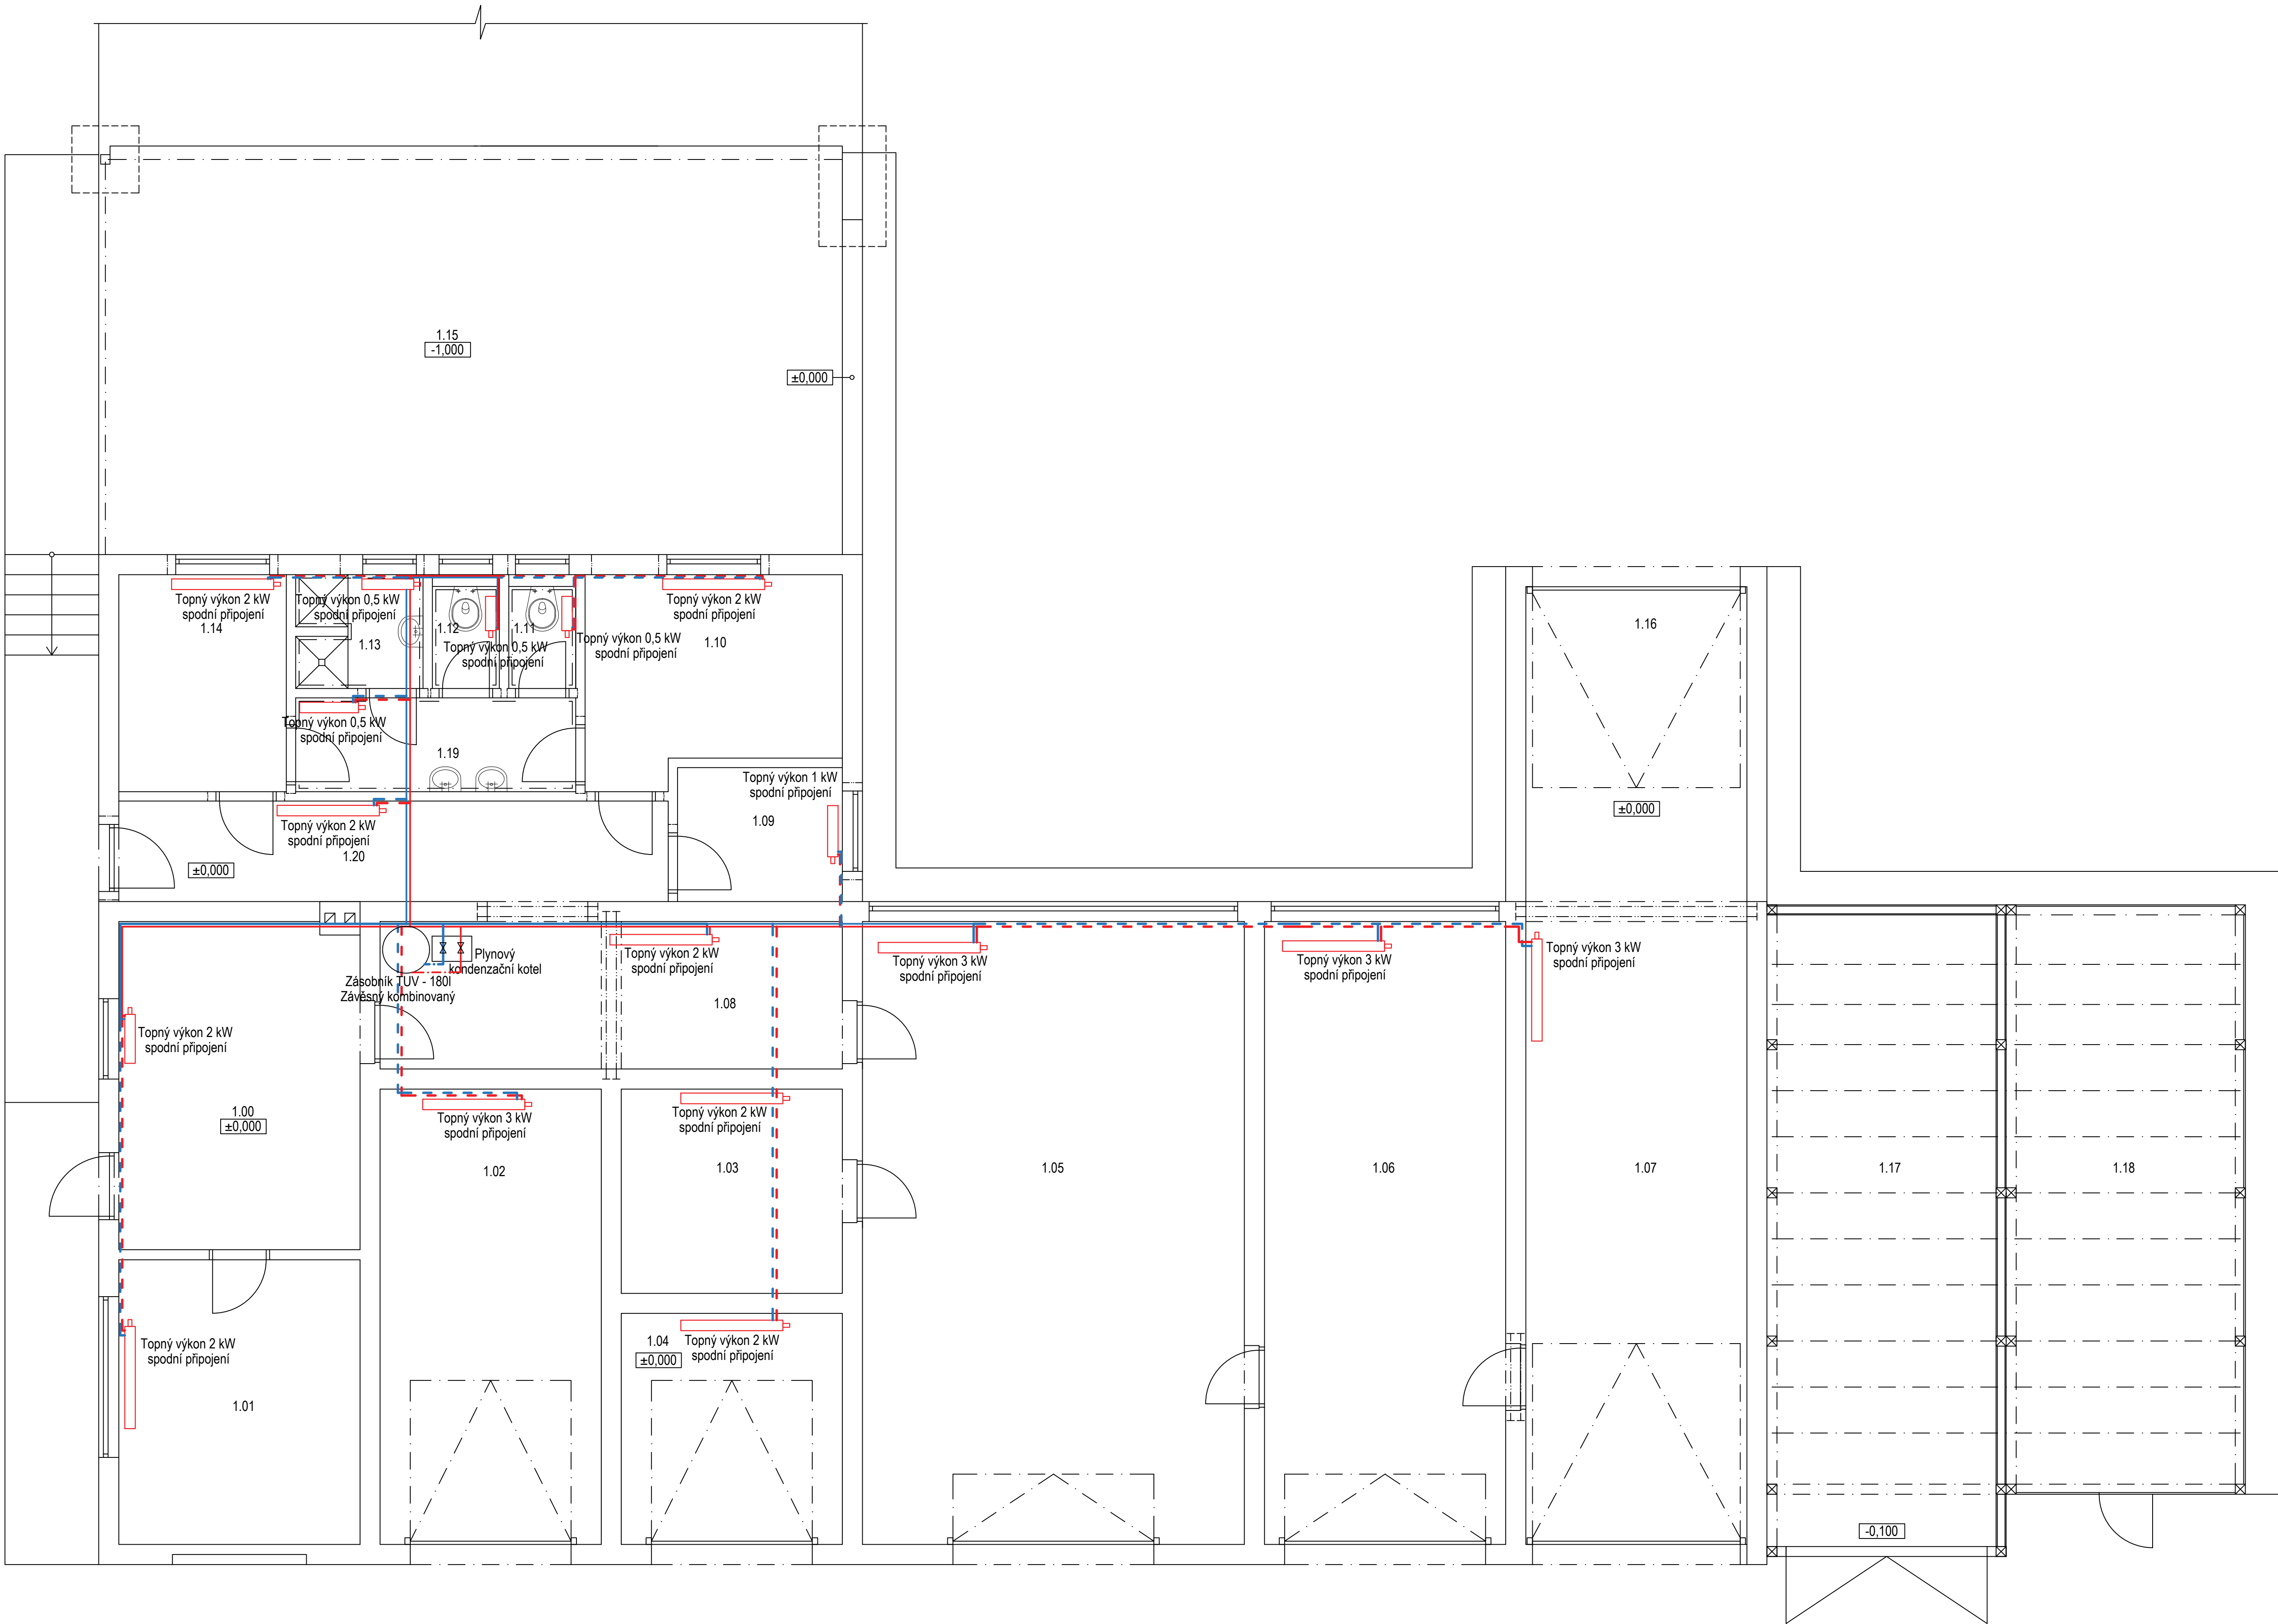 1.15
-1,000
±0,000
Topný výkon 2 kW
spodní připojení
1.14
Topný výkon 0,5 kW
spodní připojení
1.13
1.12
Topný výkon 0,5 kW
spodní připojení
1.11
Topný výkon 0,5 kW
spodní připojení
Topný výkon 2 kW
spodní připojení
1.10
1.16
Topný výkon 0,5 kW
spodní připojení
1.19
Topný výkon 1 kW
spodní připojení
1.09
±0,000
Topný výkon 2 kW
spodní připojení
1.20
±0,000
Plynový
kondenzační kotel
Zásobník TUV - 180l
Závěsný kombinovaný
Topný výkon 2 kW
spodní připojení
1.08
Topný výkon 3 kW
spodní připojení
Topný výkon 3 kW
spodní připojení
Topný výkon 3 kW
spodní připojení
Topný výkon 2 kW
spodní připojení
1.00
±0,000
Topný výkon 3 kW
spodní připojení
1.02
Topný výkon 2 kW
spodní připojení
1.03
1.05
1.06
1.07
1.17
1.18
Topný výkon 2 kW
spodní připojení
1.01
1.04
±0,000
Topný výkon 2 kW
spodní připojení
-0,100